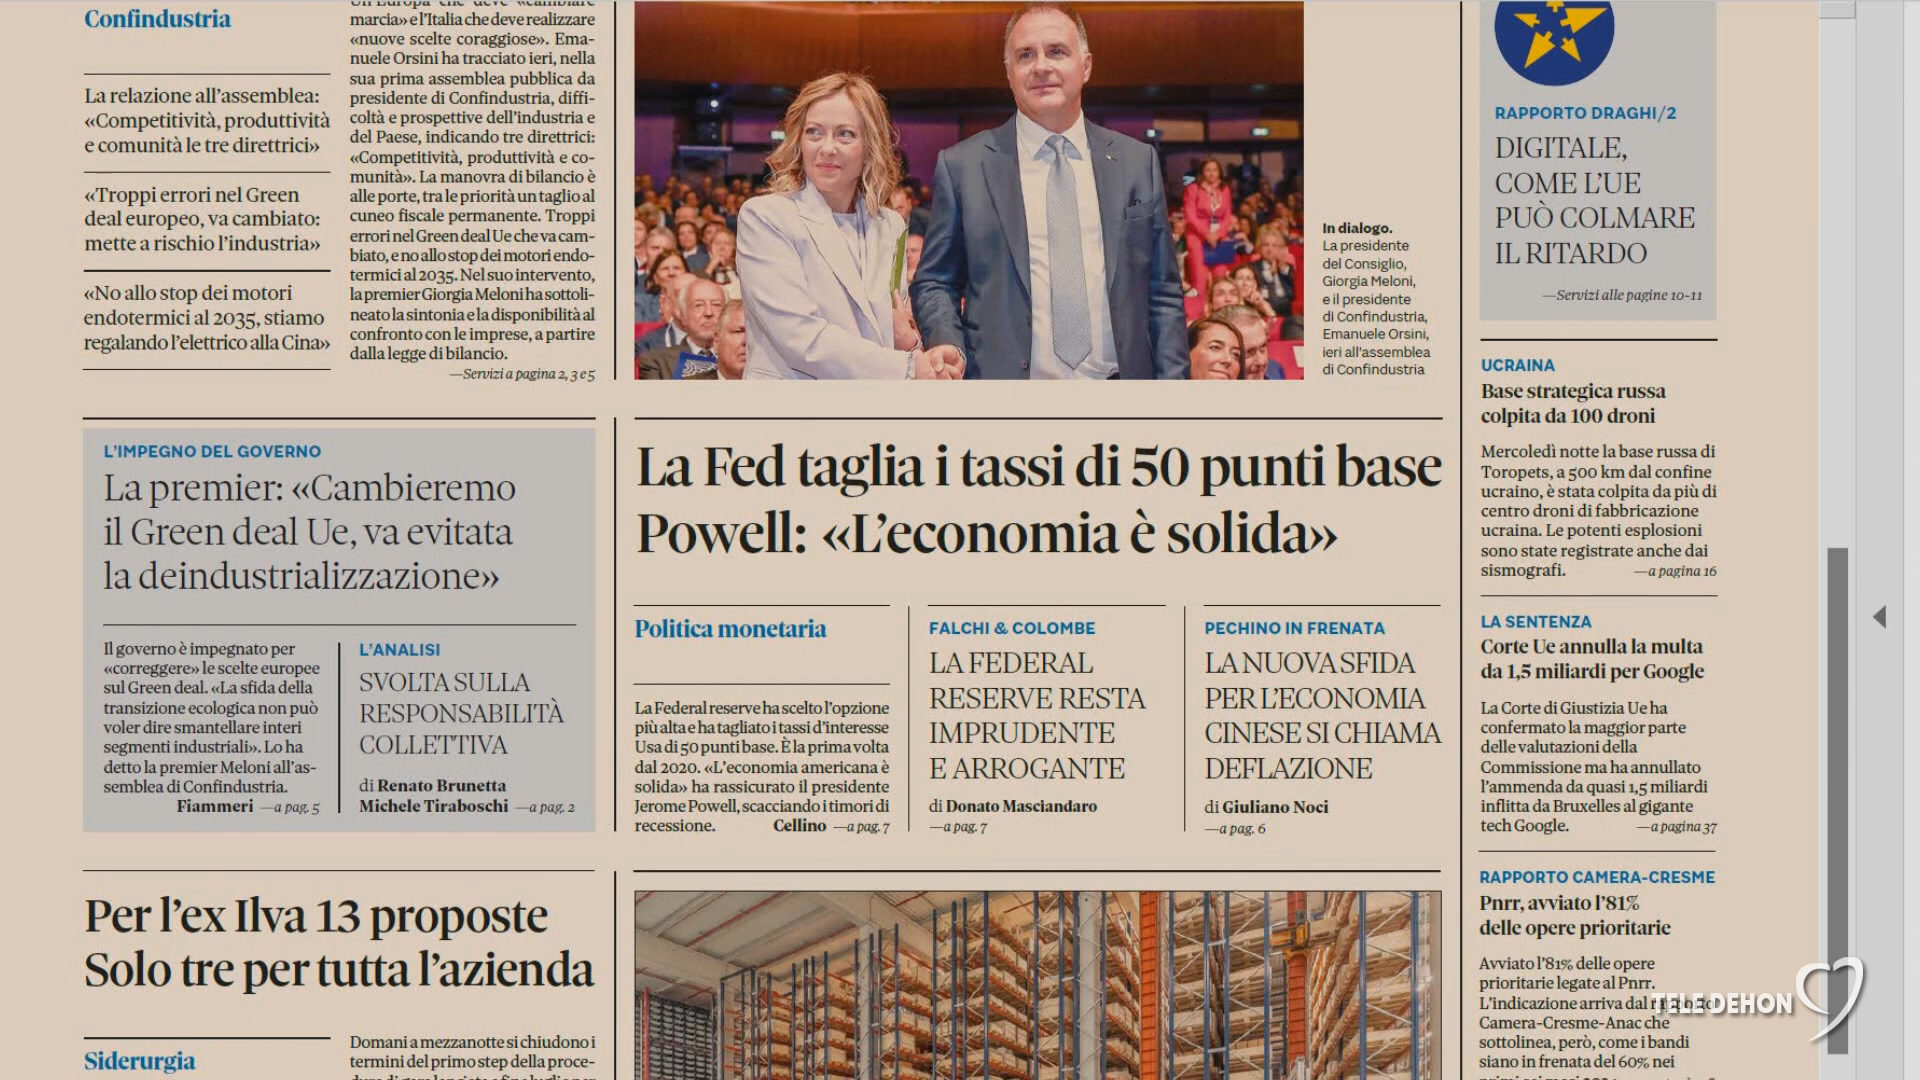 Confindustria
La relazione all’assemblea:
«Competitività, produttività
e comunità le tre direttrici»
«Troppi errori nel Green
deal europeo, va cambiato:
mette a rischio l’industria»
«No allo stop dei motori
endotermici al 2035, stiamo
regalando l’elettrico alla Cina»
Un’Europa che deve «cambiare
marcia» e l’Italia che deve realizzare
«nuove scelte coraggiose». Ema-
nuele Orsini ha tracciato ieri, nella
sua prima assemblea pubblica da
presidente di Confindustria, diffi-
coltà e prospettive dell’industria e
del Paese, indicando tre direttrici:
«Competitività, produttività e co-
munità». La manovra di bilancio è
alle porte, tra le priorità un taglio al
cuneo fiscale permanente. Troppi
errori nel Green deal Ue che va cam-
biato, e no allo stop dei motori endo-
termici al 2035. Nel suo intervento,
la premier Giorgia Meloni ha sottoli-
neato la sintonia e la disponibilità al
confronto con le imprese, a partire
dalla legge di bilancio.
—Servizi a pagina 2, 3 e 5
In dialogo.
La presidente
del Consiglio,
Giorgia Meloni,
e il presidente
di Confindustria,
Emanuele Orsini,
ieri all’assemblea
di Confindustria
RAPPORTO DRAGHI/2
DIGITALE,
COME L’UE
PUÒ COLMARE
IL RITARDO
—Servizi alle pagine 10-11
L’IMPEGNO DEL GOVERNO
La premier: «Cambieremo
il Green deal Ue, va evitata
la deindustrializzazione»
Il governo è impegnato per
«correggere» le scelte europee
sul Green deal. «La sfida della
transizione ecologica non può
voler dire smantellare interi
segmenti industriali». Lo ha
detto la premier Meloni all’as-
semblea di Confindustria.
Fiammeri —a pag. 5
L’ANALISI
SVOLTA SULLA
RESPONSABILITÀ
COLLETTIVA
di Renato Brunetta
Michele Tiraboschi —a pag. 2
La Fed taglia i tassi di 50 punti base
Powell: «L’economia è solida»
Politica monetaria
La Federal reserve ha scelto l’opzione
più alta e ha tagliato i tassi d’interesse
Usa di 50 punti base. È la prima volta
dal 2020. «L’economia americana è
solida» ha rassicurato il presidente
Jerome Powell, scacciando i timori di
recessione. Cellino —a pag. 7
FALCHI & COLOMBE
LA FEDERAL
RESERVE RESTA
IMPRUDENTE
E ARROGANTE
di Donato Masciandaro
—a pag. 7
PECHINO IN FRENATA
LA NUOVA SFIDA
PER L’ECONOMIA
CINESE SI CHIAMA
DEFLAZIONE
di Giuliano Noci
—a pag. 6
UCRAINA
Base strategica russa
colpita da 100 droni
Mercoledì notte la base russa di
Toropets, a 500 km dal confine
ucraino, è stata colpita da più di
centro droni di fabbricazione
ucraina. Le potenti esplosioni
sono state registrate anche dai
sismografi. —a pagina 16
LA SENTENZA
Corte Ue annulla la multa
da 1,5 miliardi per Google
La Corte di Giustizia Ue ha
confermato la maggior parte
delle valutazioni della
Commissione ma ha annullato
l’ammenda da quasi 1,5 miliardi
inflitta da Bruxelles al gigante
tech Google. —a pagina 37
RAPPORTO CAMERA-CRESME
Pnrr, avviato l’81%
delle opere prioritarie
Avviato l’81% delle opere
prioritarie legate al Pnrr.
L’indicazione arriva dal rapporto
Camera-Cresme-Anac che
sottolinea, però, come i bandi
siano in frenata del 60% nei
Per l’ex Ilva 13 proposte
Solo tre per tutta l’azienda
Siderurgia
Domani a mezzanotte si chiudono i
termini del primo step della proce-
TELE DEHON